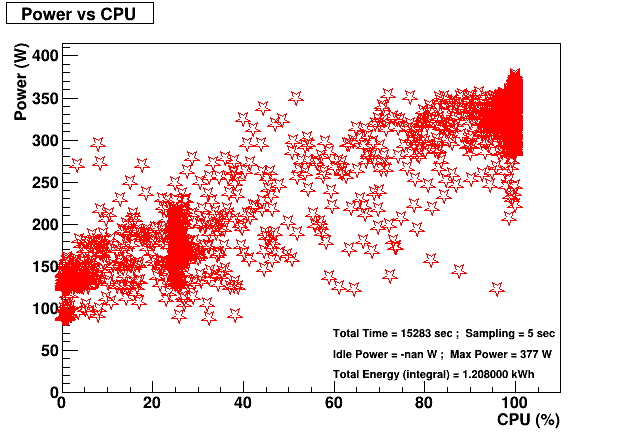 Power vs CPU
Power (W)
400
350
300
250
200
150
100
50
0
0 20 40 60 80 100
CPU (%)
Total Time = 15283 sec ; Sampling = 5 sec
Idle Power = -nan W ; Max Power = 377 W
Total Energy (integral) = 1.208000 kWh